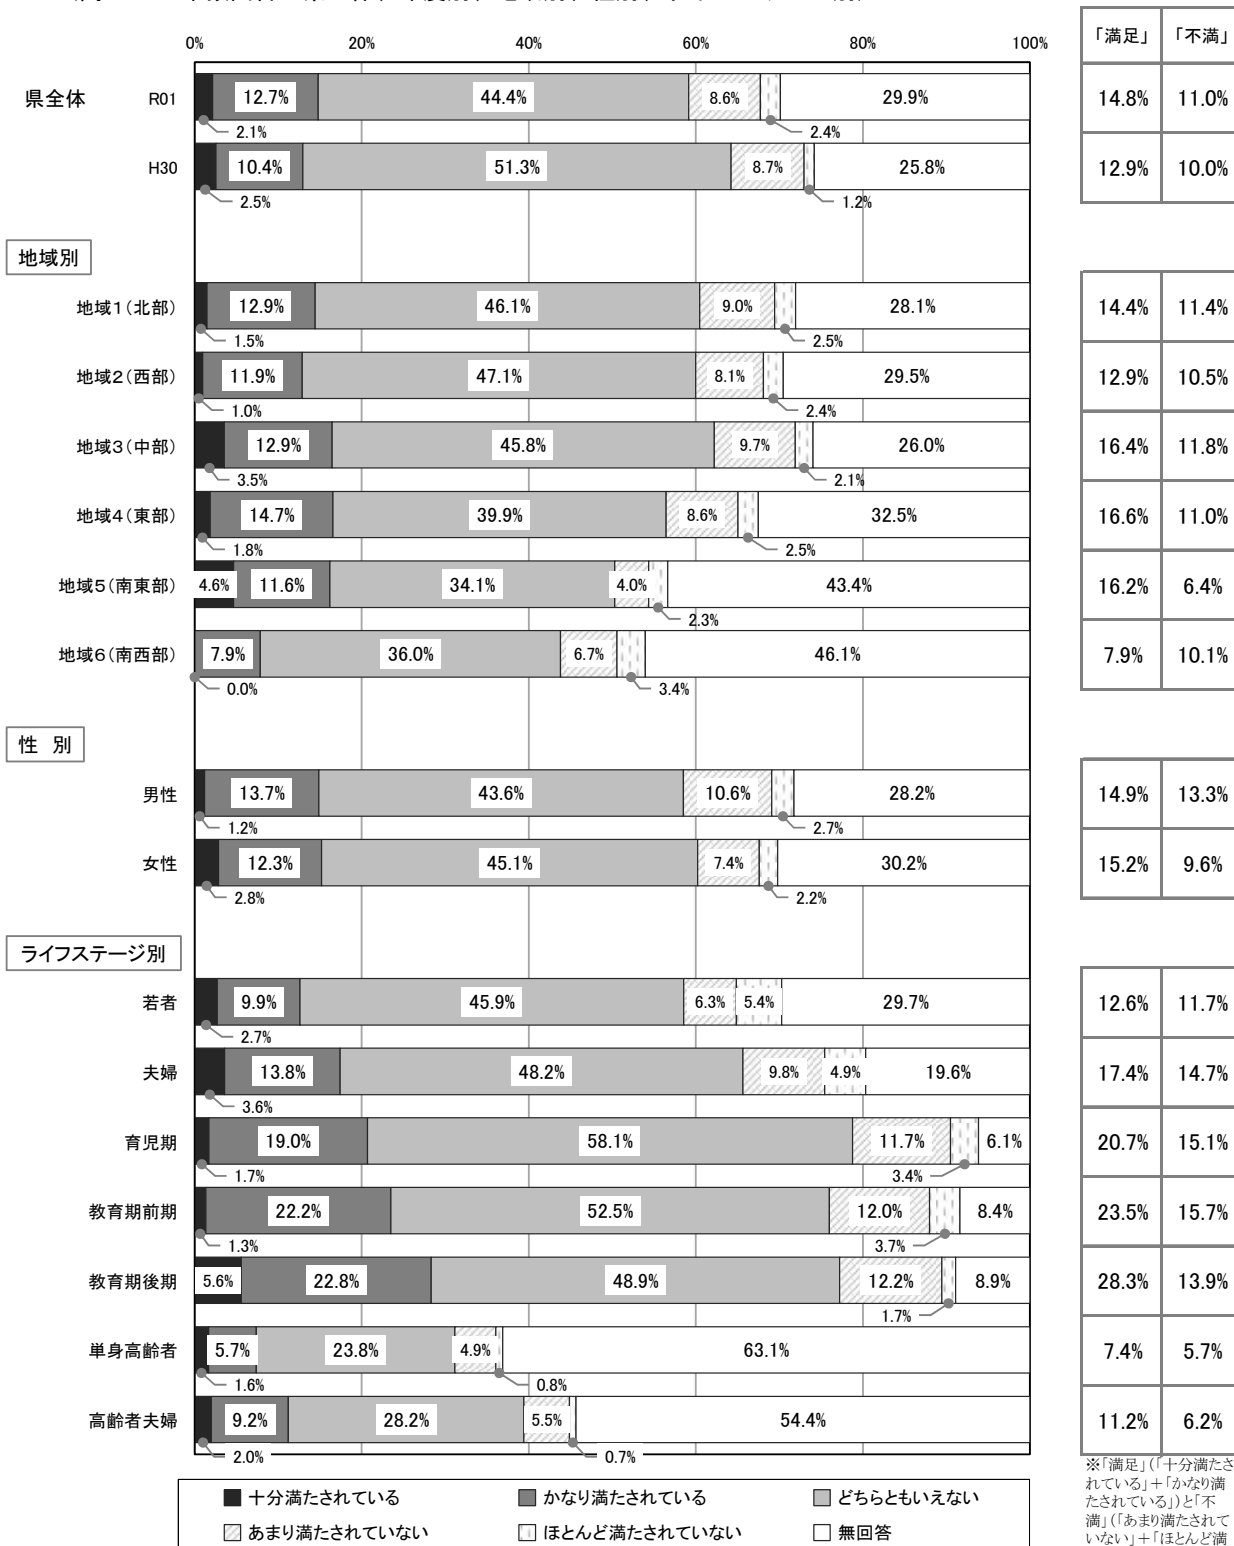 0% 20% 40% 60% 80% 100%
「満足」 「不満」
県全体 R01 12.7% 44.4% 8.6% 29.9% 14.8% 11.0%
2.1% 2.4%
H30 10.4% 51.3% 8.7% 25.8% 12.9% 10.0%
2.5% 1.2%
地域別
地域1(北部) 12.9% 46.1% 9.0% 28.1% 14.4% 11.4%
1.5% 2.5%
地域2(西部) 11.9% 47.1% 8.1% 29.5% 12.9% 10.5%
1.0% 2.4%
地域3(中部) 12.9% 45.8% 9.7% 26.0% 16.4% 11.8%
3.5% 2.1%
地域4(東部) 14.7% 39.9% 8.6% 32.5% 16.6% 11.0%
1.8% 2.5%
地域5(南東部) 4.6% 11.6% 34.1% 4.0% 43.4% 16.2% 6.4%
2.3%
地域6(南西部) 7.9% 36.0% 6.7% 46.1% 7.9% 10.1%
0.0% 3.4%
性 別
男性 13.7% 43.6% 10.6% 28.2% 14.9% 13.3%
1.2% 2.7%
女性 12.3% 45.1% 7.4% 30.2% 15.2% 9.6%
2.8% 2.2%
ライフステージ別
若者 9.9% 45.9% 6.3% 5.4% 29.7% 12.6% 11.7%
2.7%
夫婦 13.8% 48.2% 9.8% 4.9% 19.6% 17.4% 14.7%
3.6%
育児期 19.0% 58.1% 11.7% 6.1% 20.7% 15.1%
1.7% 3.4%
教育期前期 22.2% 52.5% 12.0% 8.4% 23.5% 15.7%
1.3% 3.7%
教育期後期 5.6% 22.8% 48.9% 12.2% 8.9% 28.3% 13.9%
1.7%
単身高齢者 5.7% 23.8% 4.9% 63.1% 7.4% 5.7%
1.6% 0.8%
高齢者夫婦 9.2% 28.2% 5.5% 54.4% 11.2% 6.2%
2.0% 0.7%
十分満たされている かなり満たされている どちらともいえない
あまり満たされていない ほとんど満たされていない 無回答
※「満足」(「十分満たさ
れている」+「かなり満
たされている」)と「不
満」(「あまり満たされて
いない」+「ほとんど満